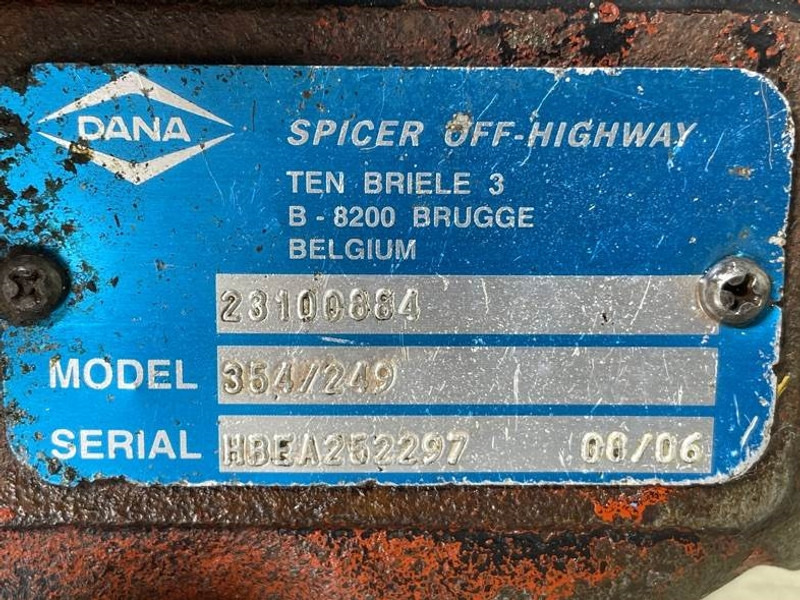 DANA
SPICER OFF-HIGHWAY
TEN BRIELE 3
B - 8200 BRUGGE
BELGIUM
23100884
MODEL 354/249
SERIAL HBEA252297 08/06